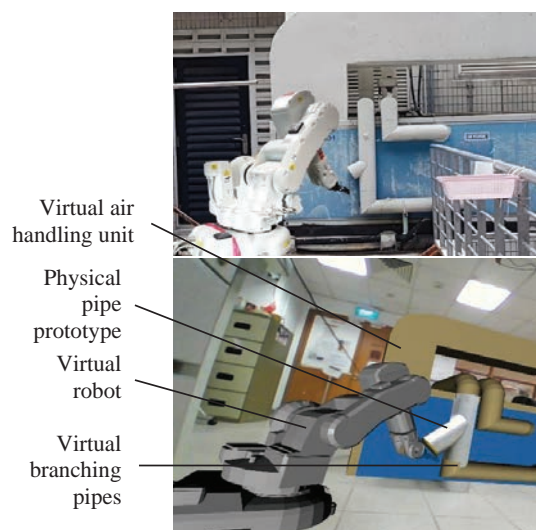 Virtual air
handling unit
Physical
pipe
prototype
Virtual
robot
Virtual
branching
pipes